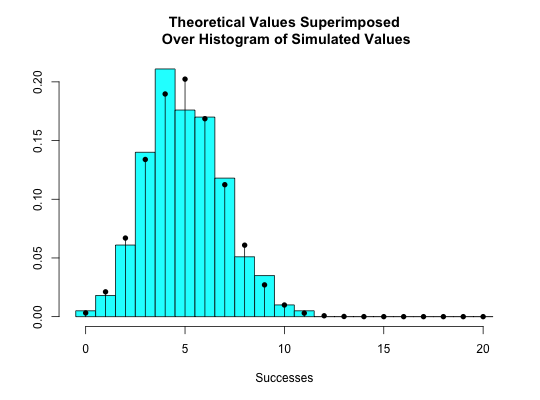 Theoretical Values Superimposed
Over Histogram of Simulated Values
0.20
0.15
0.10
0.05
0.00
0 5 10 15 20
Successes